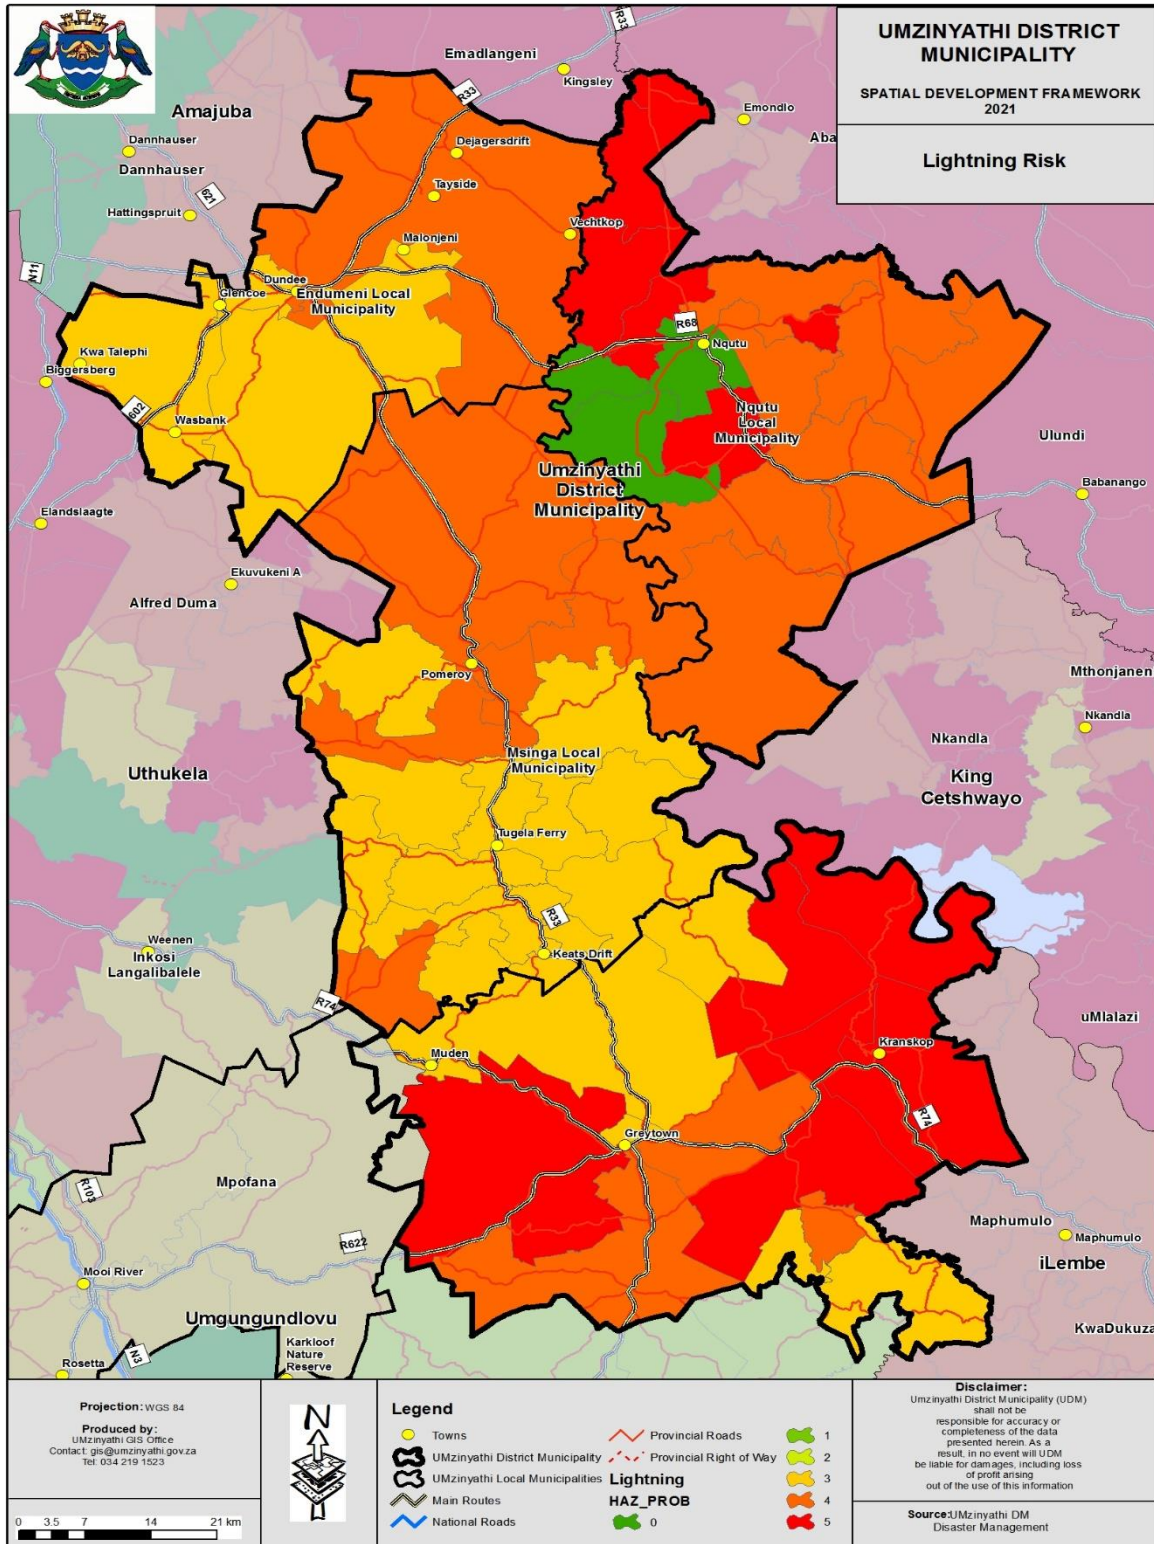 UMZINYATHI DISTRICT
MUNICIPALITY
SPATIAL DEVELOPMENT FRAMEWORK
2021
Lightning Risk
R33
Emadlangeni
Kingsley
R33
Amajuba
Emondlo
Aba
Dannhauser
Dannhauser
Dejagersdrift
621
Tayside
Hattingspruit
Vechtkop
Malonjeni
N11
Dundee
Glencoe
Endumeni Local
Municipality
R68
Nqutu
Kwa Talephi
Biggersberg
602
Nqutu
Local
Municipality
Wasbank
Ulundi
Umzinyathi
District
Municipality
Babanango
Elandslaagte
Ekuvukeni A
Alfred Duma
Pomeroy
Mthonjanen
Nkandla
Nkandla
Msinga Local
Municipality
Uthukela
King
Cetshwayo
Tugela Ferry
R33
Weenen
Keats Drift
Inkosi
Langalibalele
R74
uMlalazi
Kranskop
Muden
R74
Greytown
R103
Mpofana
Maphumulo
Maphumulo
R622
iLembe
Mooi River
Umgungundlovu
KwaDukuza
Karkloof
Nature
Reserve
N3
Rosetta
Projection: WGS 84
Produced by:
UMzinyathi GIS Office
Contact: gis@umzinyathi.gov.za
Tel: 034 219 1523
0 3.5 7 14 21 km
N
Legend
Towns
UMzinyathi District Municipality
UMzinyathi Local Municipalities
Main Routes
National Roads
Provincial Roads
Provincial Right of Way
Lightning
HAZ_PROB
0
1
2
3
4
5
Disclaimer:
Umzinyathi District Municipality (UDM)
shall not be
responsible for accuracy or
completeness of the data
presented herein. As a
result, in no event will UDM
be liable for damages, including loss
of profit arising
out of the use of this information
Source:UMzinyathi DM
Disaster Management